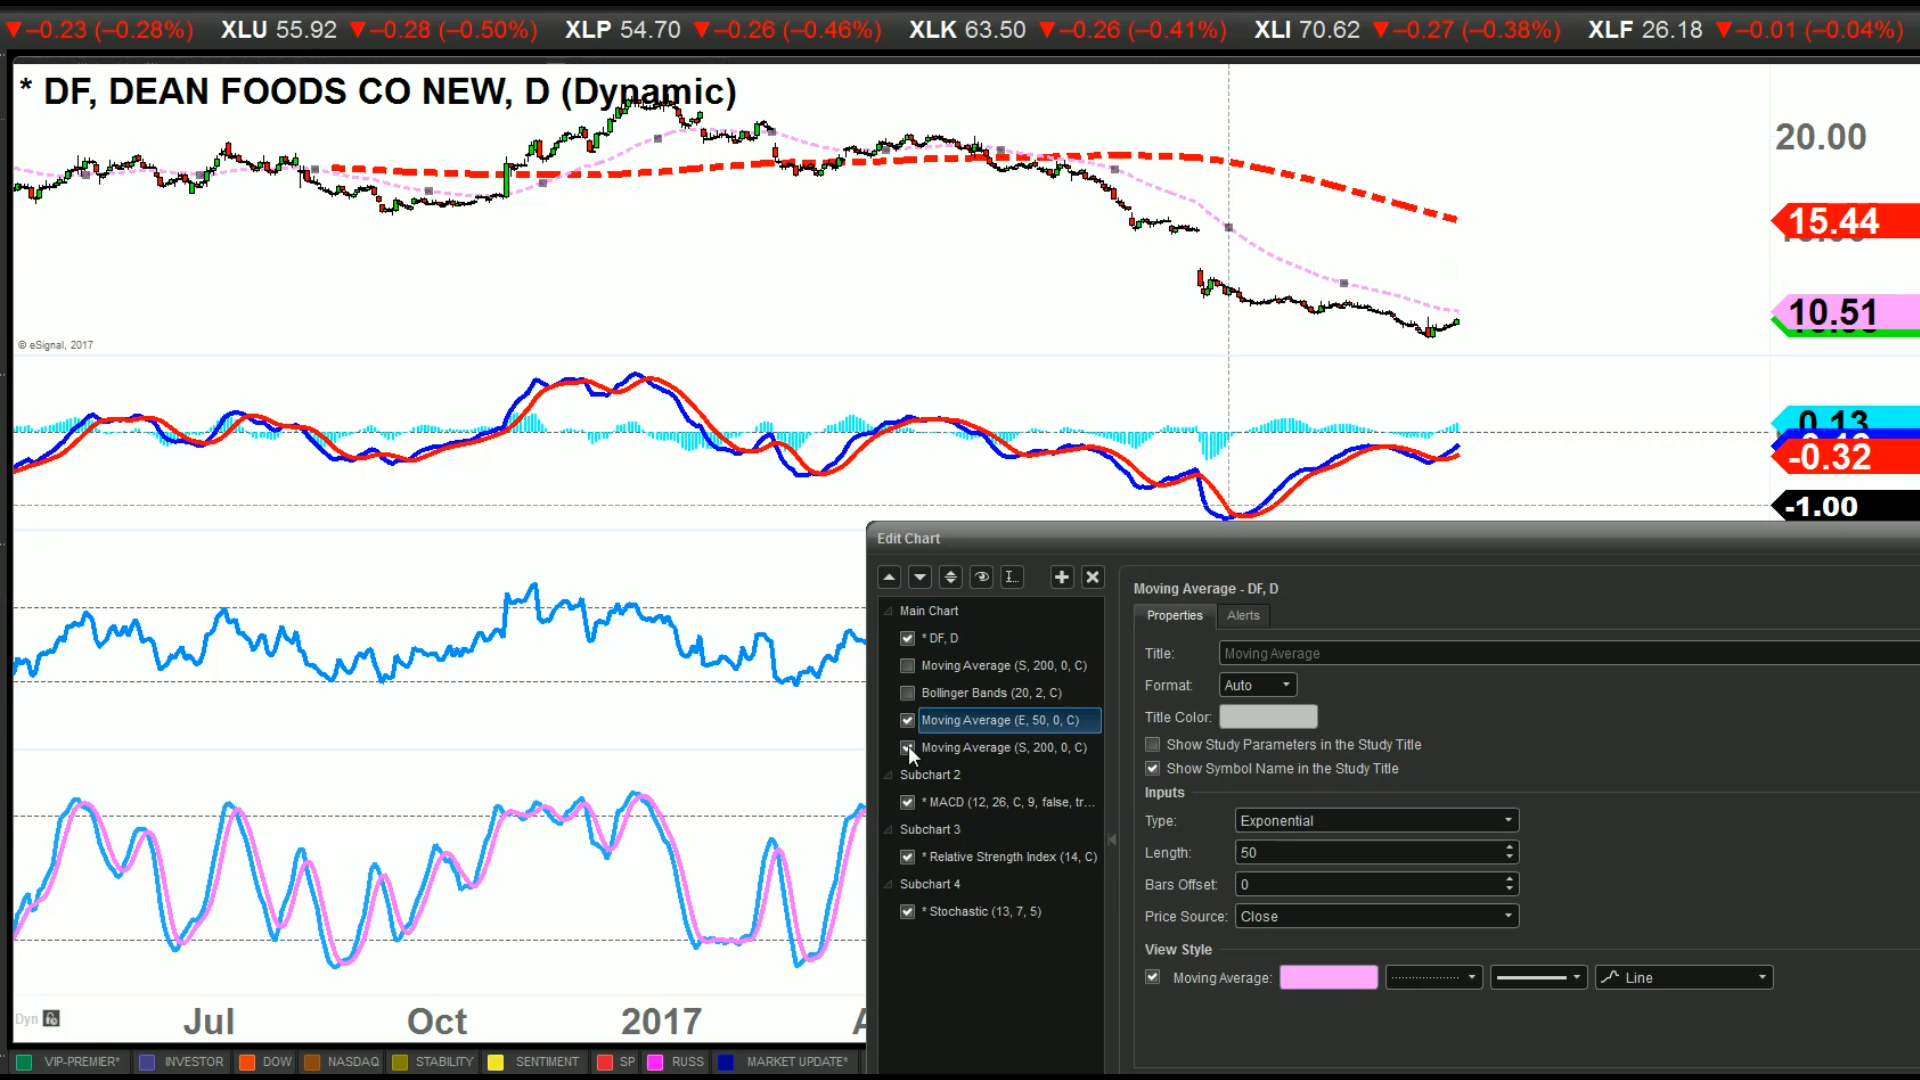 −0.23 (−0.28%) XLU 55.92 −0.28 (−0.50%) XLP 54.70 −0.26 (−0.46%) XLK 63.50 −0.26 (−0.41%) XLI 70.62 −0.27 (−0.38%) XLF 26.18 −0.01 (−0.04%)
* DF, DEAN FOODS CO NEW, D (Dynamic)
20.00
15.44
10.51
© eSignal, 2017
0.13
-0.32
-1.00
Edit Chart
Main Chart
* DF, D
Moving Average (S, 200, 0, C)
Bollinger Bands (20, 2, C)
Moving Average (E, 50, 0, C)
Moving Average (S, 200, 0, C)
Subchart 2
* MACD (12, 26, C, 9, false, tr...
Subchart 3
* Relative Strength Index (14, C)
Subchart 4
* Stochastic (13, 7, 5)
Moving Average - DF, D
Properties Alerts
Title: Moving Average
Format: Auto
Title Color:
Show Study Parameters in the Study Title
Show Symbol Name in the Study Title
Inputs
Type: Exponential
Length: 50
Bars Offset: 0
Price Source: Close
View Style
Moving Average: Line
Dyn Jul Oct 2017
VIP-PREMIER* INVESTOR DOW NASDAQ STABILITY SENTIMENT SP RUSS MARKET UPDATE*